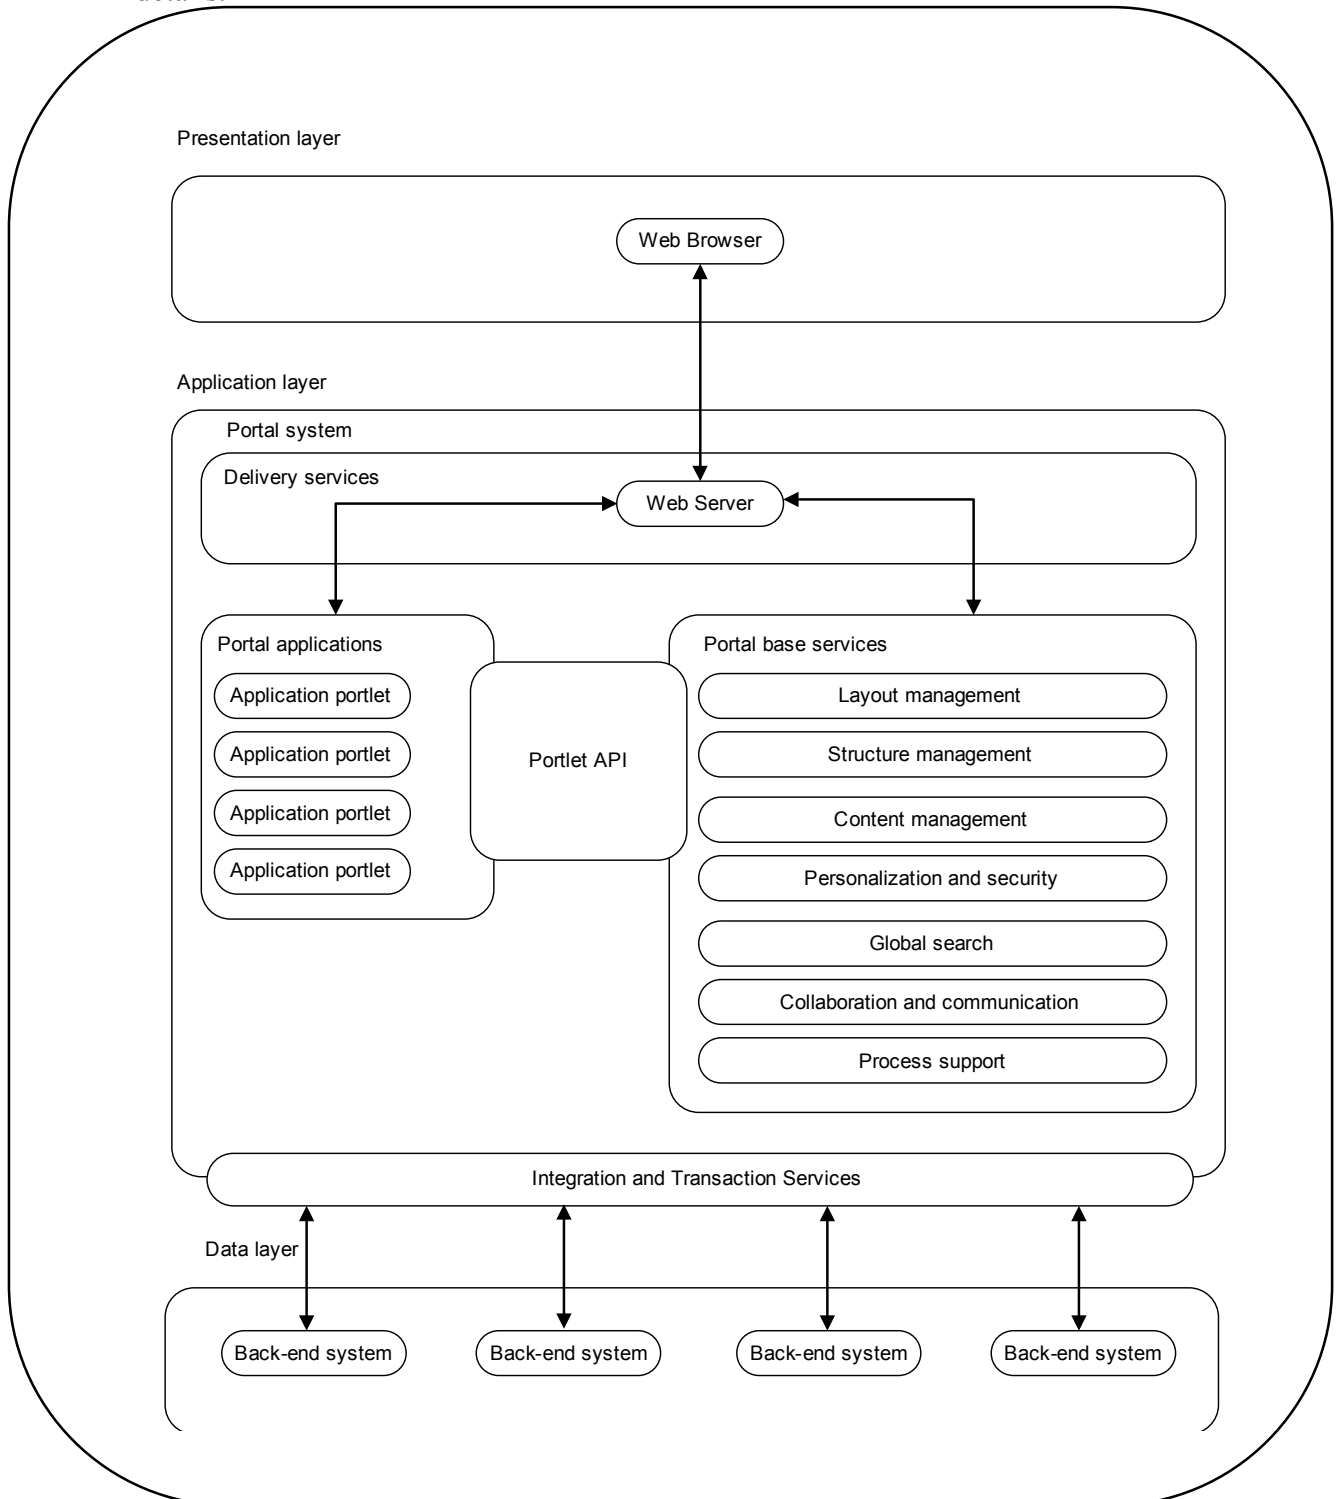 Presentation layer
Web Browser
Application layer
Portal system
Delivery services
Web Server
Portal applications
Application portlet
Application portlet
Application portlet
Application portlet
Portlet API
Portal base services
Layout management
Structure management
Content management
Personalization and security
Global search
Collaboration and communication
Process support
Integration and Transaction Services
Data layer
Back-end system
Back-end system
Back-end system
Back-end system